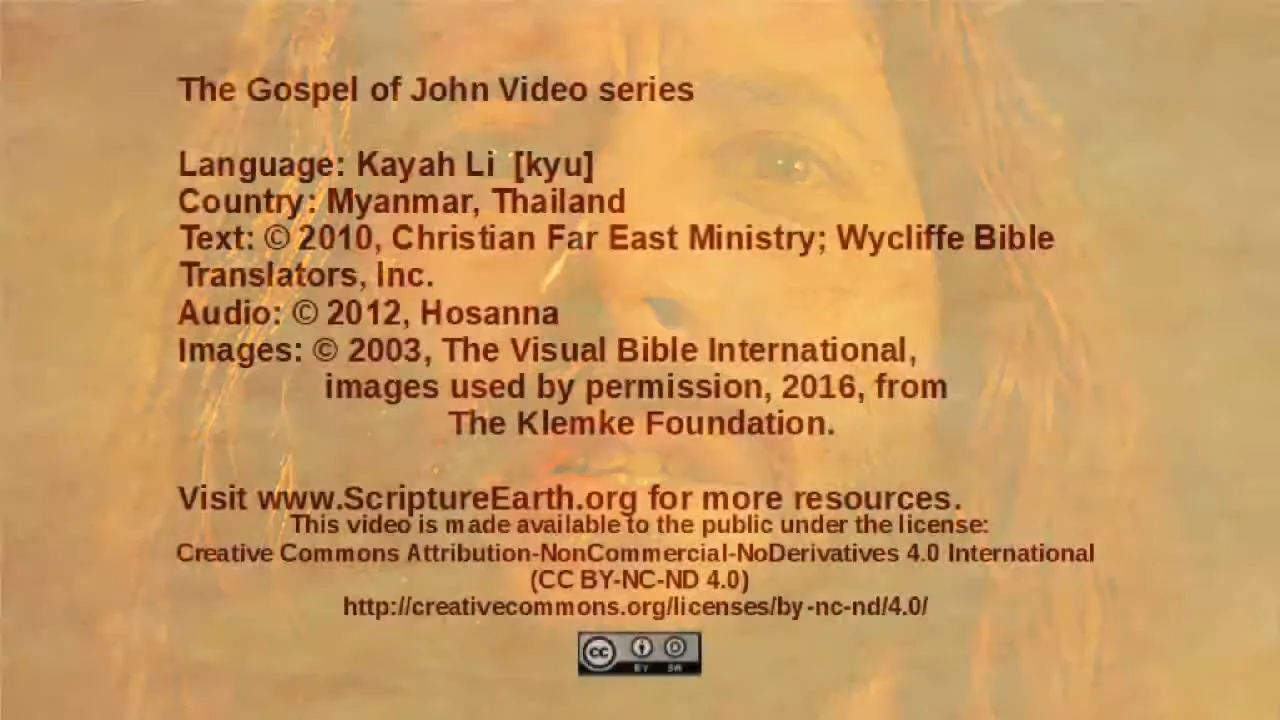 The Gospel of John Video series
Language: Kayah Li [kyu]
Country: Myanmar, Thailand
Text: © 2010, Christian Far East Ministry; Wycliffe Bible
Translators, Inc.
Audio: © 2012, Hosanna
Images: © 2003, The Visual Bible International,
images used by permission, 2016, from
The Klemke Foundation.
Visit www.ScriptureEarth.org for more resources.
This video is made available to the public under the license:
Creative Commons Attribution-NonCommercial-NoDerivatives 4.0 International
(CC BY-NC-ND 4.0)
http://creativecommons.org/licenses/by-nc-nd/4.0/
cc BY SA